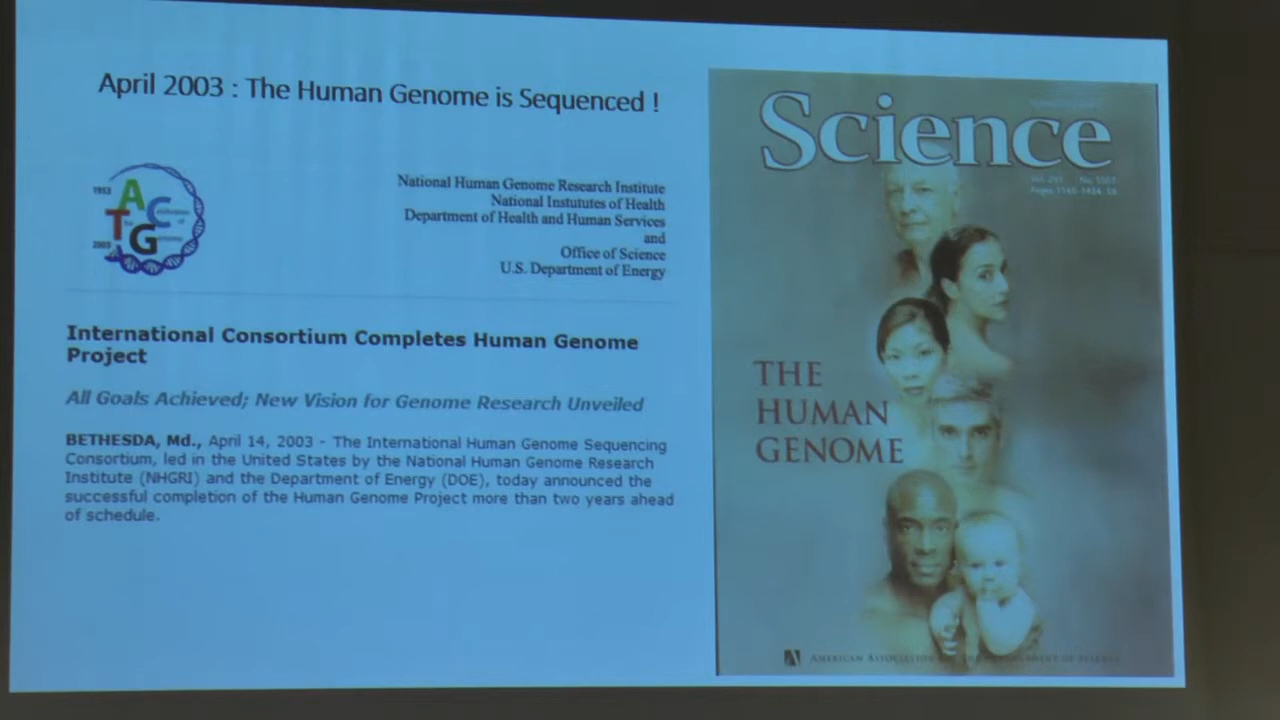 April 2003 : The Human Genome is Sequenced !
1953
A
C
T
G
2003
National Human Genome Research Institute
National Instututes of Health
Department of Health and Human Services
and
Office of Science
U.S. Department of Energy
International Consortium Completes Human Genome
Project
All Goals Achieved; New Vision for Genome Research Unveiled
BETHESDA, Md., April 14, 2003 - The International Human Genome Sequencing
Consortium, led in the United States by the National Human Genome Research
Institute (NHGRI) and the Department of Energy (DOE), today announced the
successful completion of the Human Genome Project more than two years ahead
of schedule.
Science
THE
HUMAN
GENOME
AMERICAN ASSOCIATION OF SCIENCE